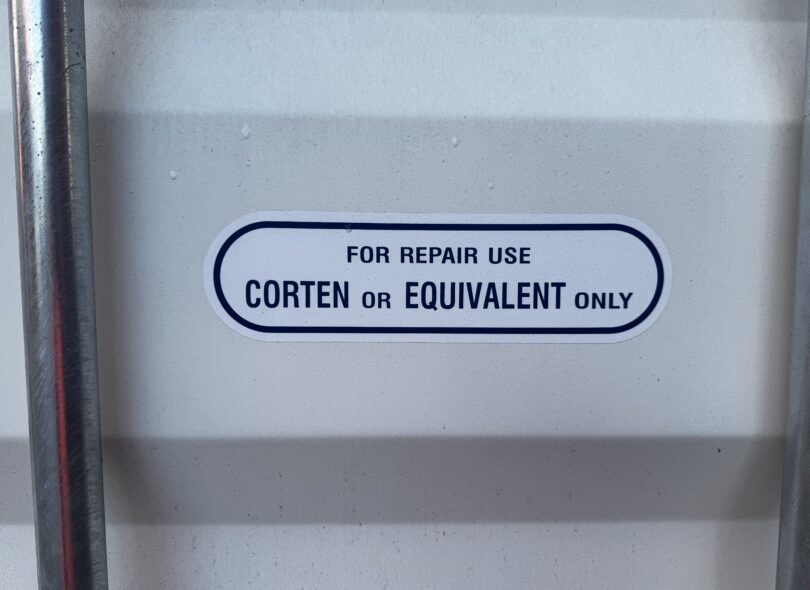 FOR REPAIR USE
CORTEN OR EQUIVALENT ONLY